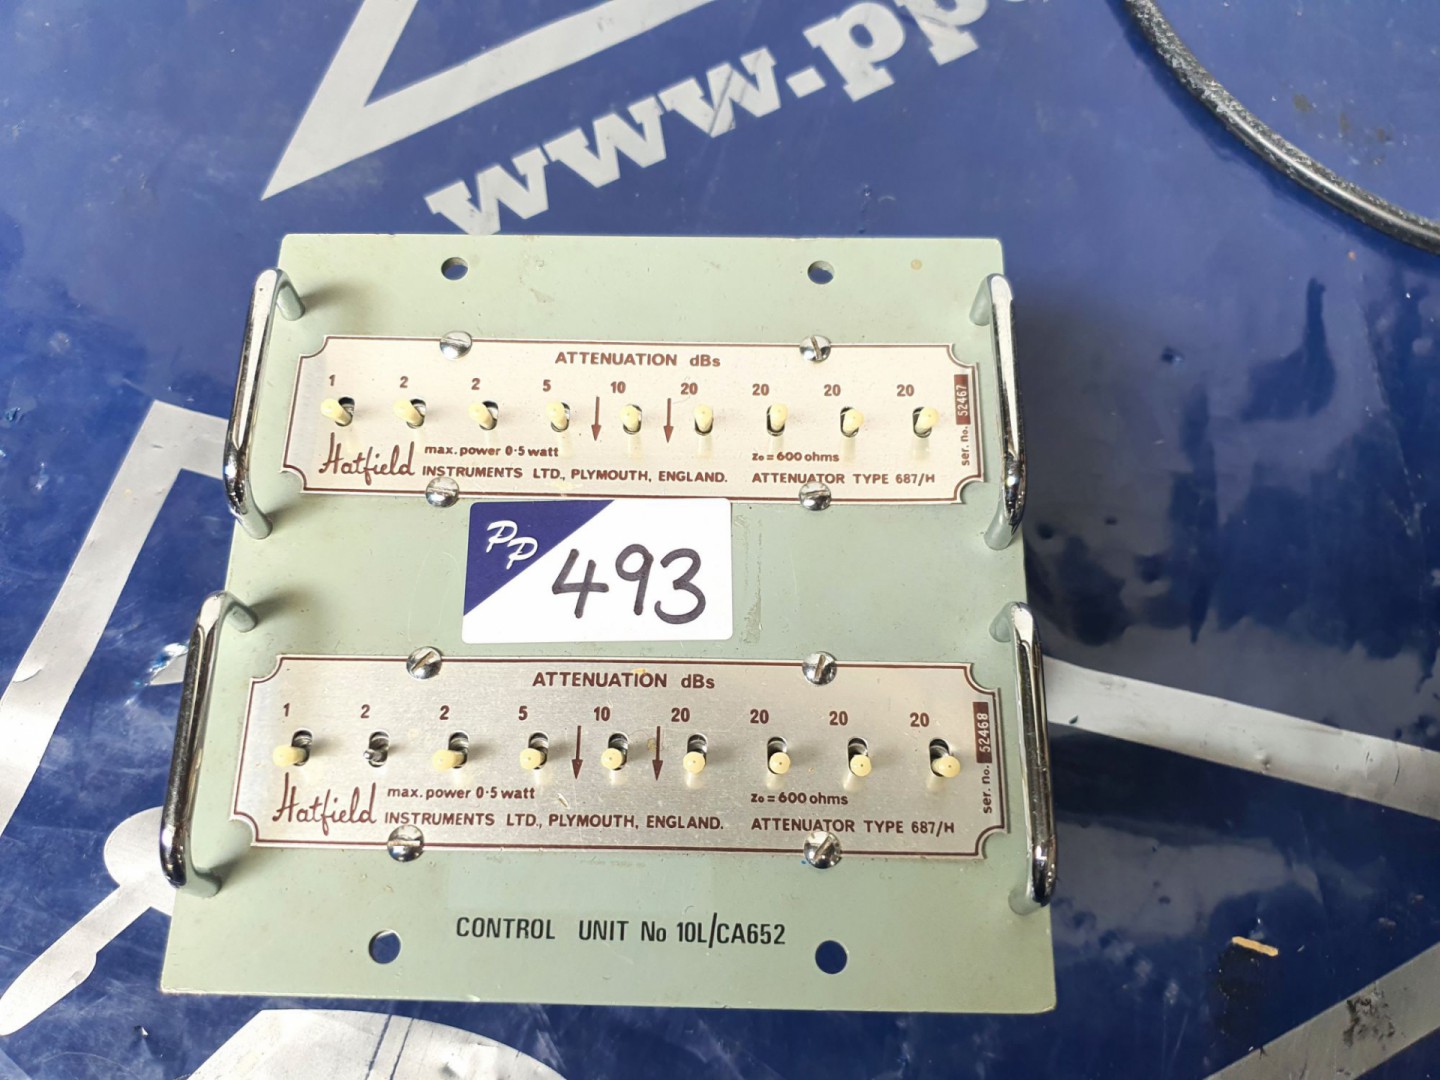 www.pp
ATTENUATION dBs
1 2 2 5 10 20 20 20 20
Hatfield max. power 0·5 watt zo = 600 ohms
INSTRUMENTS LTD., PLYMOUTH, ENGLAND. ATTENUATOR TYPE 687/H
ser. no. 52467
PP 493
ATTENUATION dBs
1 2 2 5 10 20 20 20 20
Hatfield max. power 0·5 watt zo = 600 ohms
INSTRUMENTS LTD., PLYMOUTH, ENGLAND. ATTENUATOR TYPE 687/H
ser. no. 52468
CONTROL UNIT No 10L/CA652